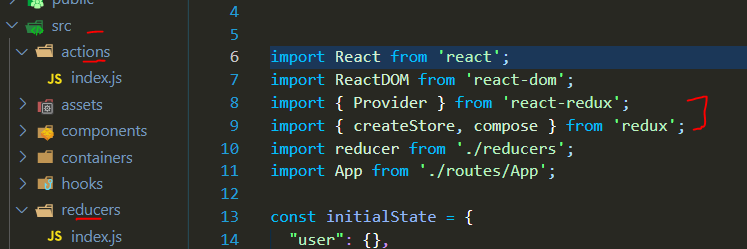 public
src
actions
JS index.js
assets
components
containers
hooks
reducers
JS index.js
4
5
6 import React from 'react';
7 import ReactDOM from 'react-dom';
8 import { Provider } from 'react-redux';
9 import { createStore, compose } from 'redux';
10 import reducer from './reducers';
11 import App from './routes/App';
12
13 const initialState = {
14 "user": {},